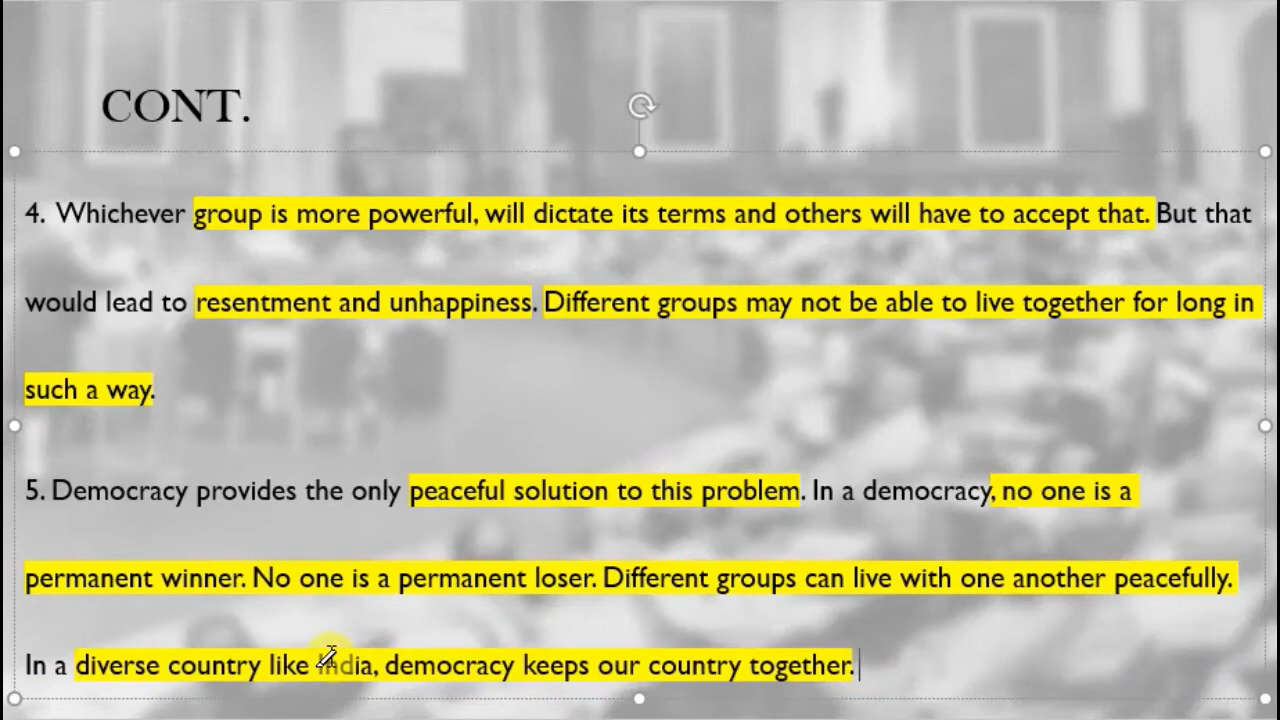 CONT.
4. Whichever group is more powerful, will dictate its terms and others will have to accept that. But that
would lead to resentment and unhappiness. Different groups may not be able to live together for long in
such a way.
5. Democracy provides the only peaceful solution to this problem. In a democracy, no one is a
permanent winner. No one is a permanent loser. Different groups can live with one another peacefully.
In a diverse country like India, democracy keeps our country together.